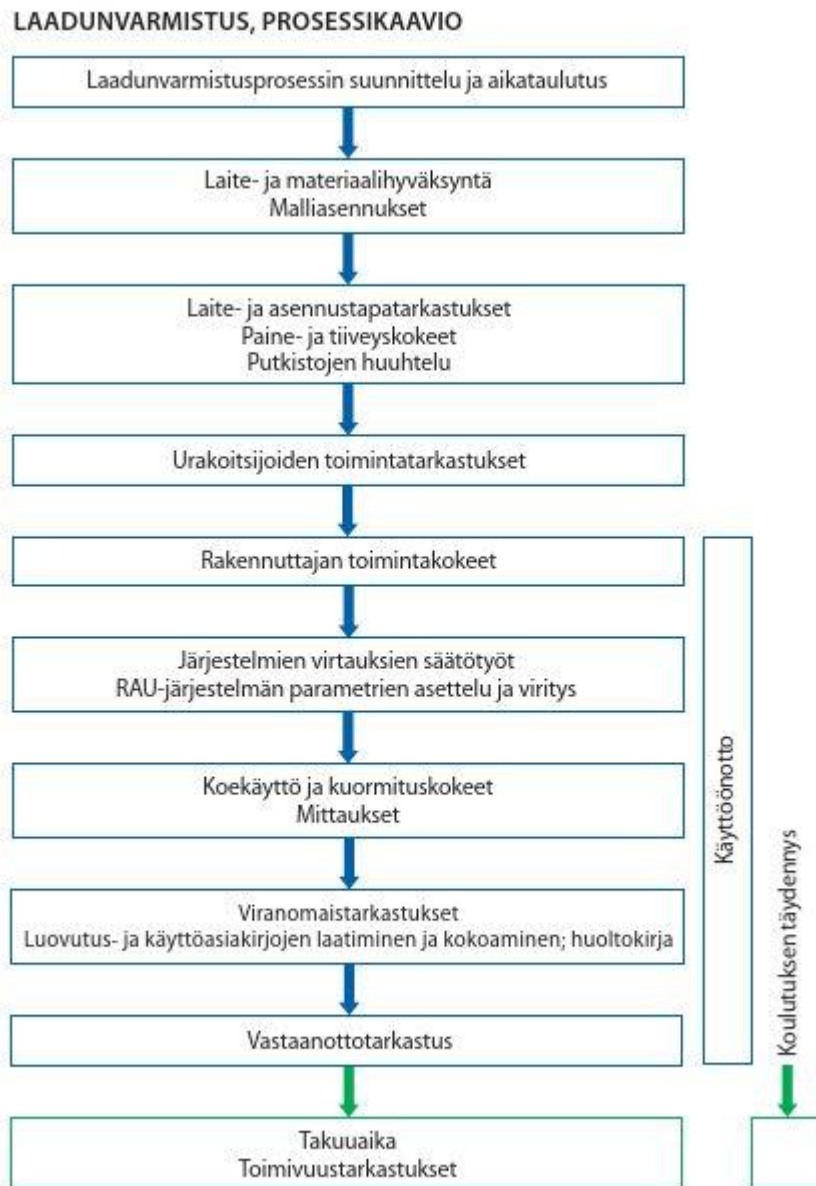 LAADUNVARMISTUS, PROSESSIKAAVIO
Laadunvarmistusprosessin suunnittelu ja aikataulutus
Laite- ja materiaalihyväksyntä
Malliasennukset
Laite- ja asennustapatarkastukset
Paine- ja tiiveyskokeet
Putkistojen huuhtelu
Urakoitsijoiden toimintatarkastukset
Rakennuttajan toimintakokeet
Järjestelmien virtauksien säätötyöt
RAU-järjestelmän parametrien asettelu ja viritys
Koekäyttö ja kuormituskokeet
Mittaukset
Viranomaistarkastukset
Luovutus- ja käyttöasiakirjojen laatiminen ja kokoaminen; huoltokirja
Vastaanottotarkastus
Käyttöönotto
Koulutuksen täydennys
Takuuaika
Toimivuustarkastukset